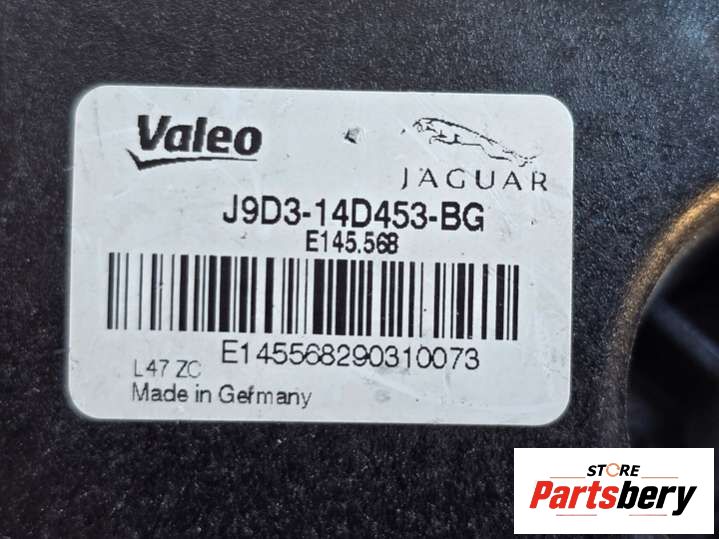 Valeo
JAGUAR
J9D3-14D453-BG
E145.568
E145568290310073
L47 ZC
Made in Germany
STORE
Partsbery